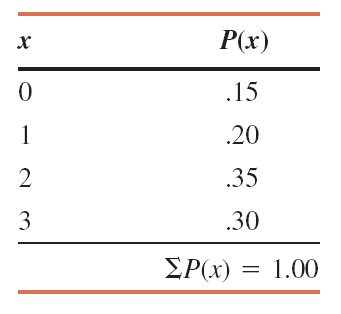 x P(x)
0 .15
1 .20
2 .35
3 .30
ΣP(x) = 1.00